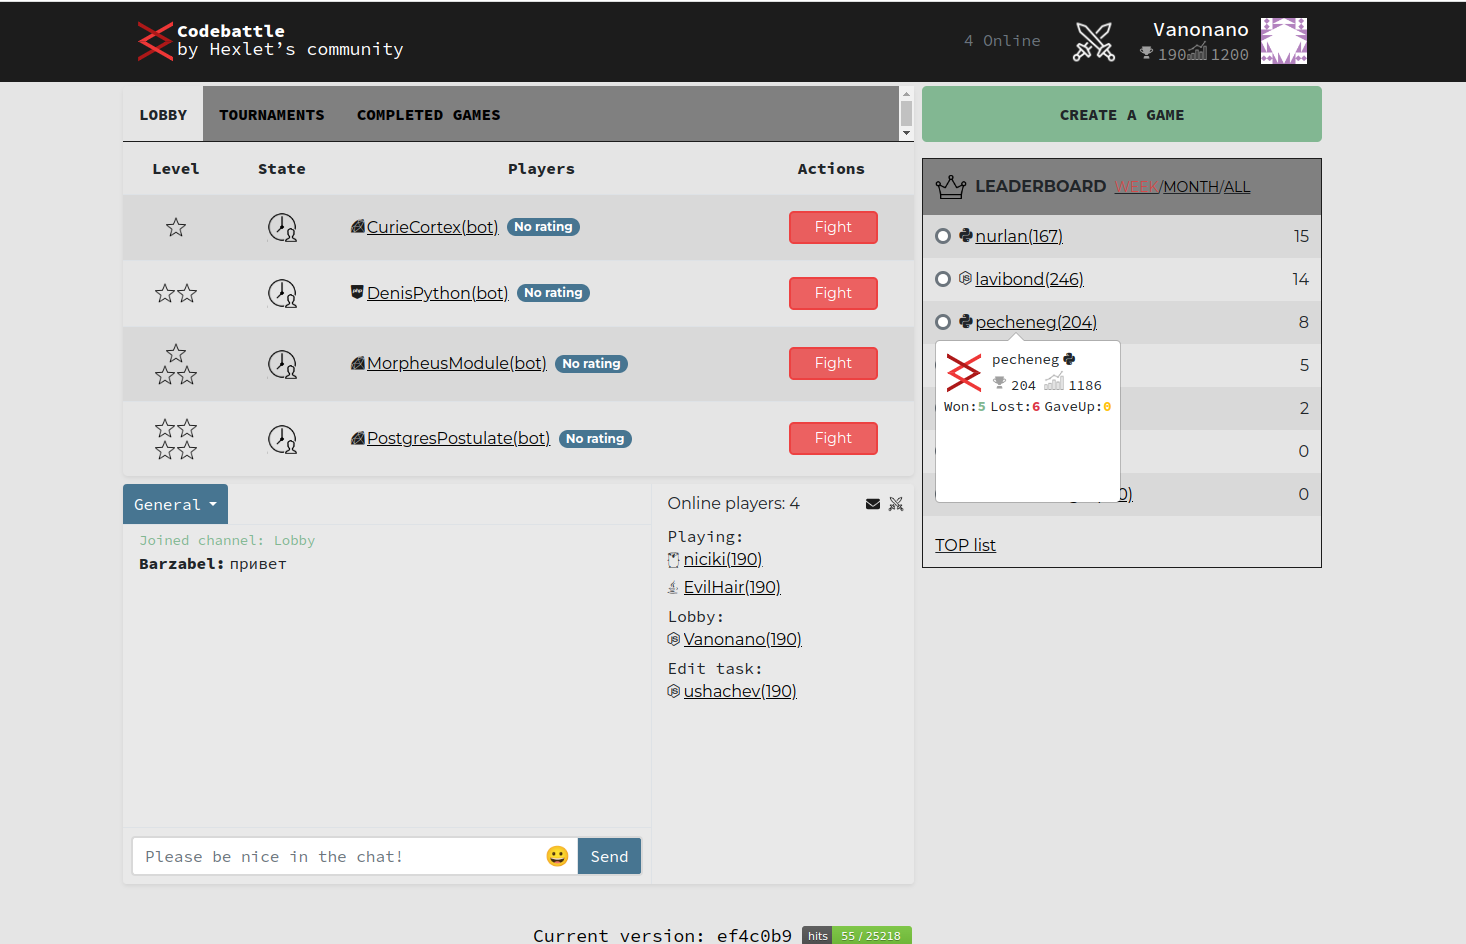 Codebattle
by Hexlet's community
4 Online
Vanonano
190 1200
LOBBY TOURNAMENTS COMPLETED GAMES
Level State Players Actions
CurieCortex(bot) No rating Fight
php DenisPython(bot) No rating Fight
MorpheusModule(bot) No rating Fight
PostgresPostulate(bot) No rating Fight
General
Joined channel: Lobby
Barzabel: привет
Please be nice in the chat! 😀 Send
Online players: 4
Playing:
niciki(190)
EvilHair(190)
Lobby:
Vanonano(190)
Edit task:
ushachev(190)
CREATE A GAME
LEADERBOARD WEEK/MONTH/ALL
nurlan(167) 15
lavibond(246) 14
pecheneg(204) 8
pecheneg
204 1186
Won:5 Lost:6 GaveUp:0
5
2
0
0) 0
TOP list
Current version: ef4c0b9 hits 55 / 25218